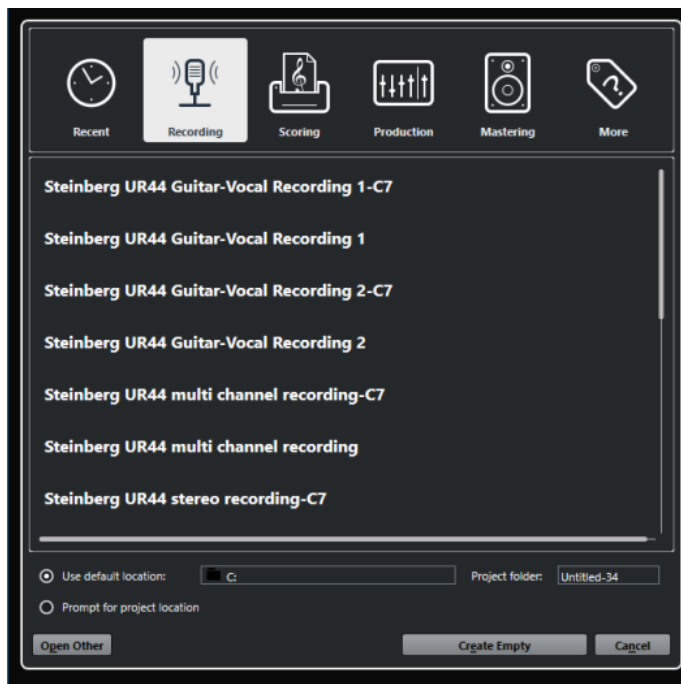 Recent Recording Scoring Production Mastering More
Steinberg UR44 Guitar-Vocal Recording 1-C7
Steinberg UR44 Guitar-Vocal Recording 1
Steinberg UR44 Guitar-Vocal Recording 2-C7
Steinberg UR44 Guitar-Vocal Recording 2
Steinberg UR44 multi channel recording-C7
Steinberg UR44 multi channel recording
Steinberg UR44 stereo recording-C7
Use default location: C: Project folder: Untitled-34
Prompt for project location
Open Other Create Empty Cancel